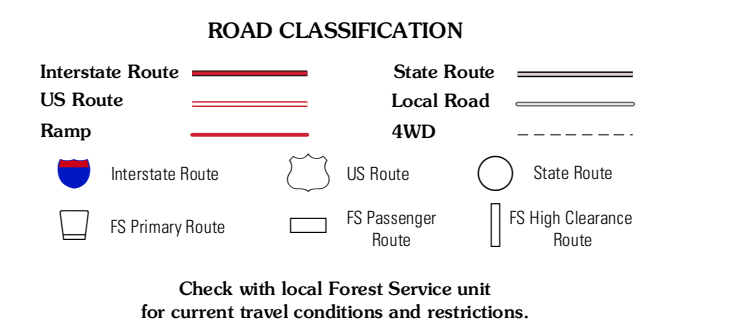 ROAD CLASSIFICATION
Interstate Route
State Route
US Route
Local Road
Ramp
4WD
Interstate Route
US Route
State Route
FS Primary Route
FS Passenger
Route
FS High Clearance
Route
Check with local Forest Service unit
for current travel conditions and restrictions.